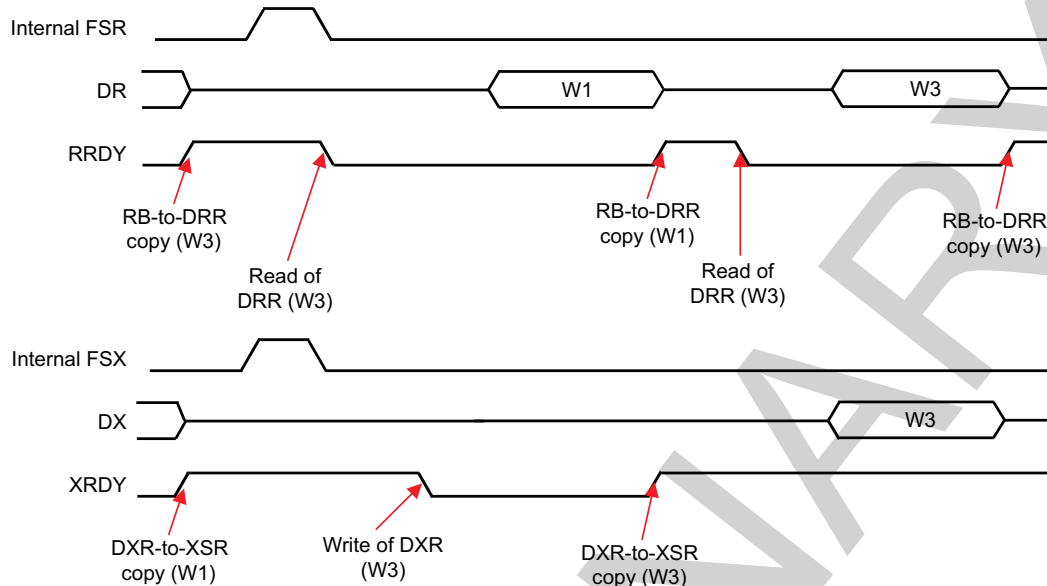 Internal FSR
DR
W1
W3
RRDY
RB-to-DRR
copy (W3)
Read of
DRR (W3)
RB-to-DRR
copy (W1)
Read of
DRR (W3)
RB-to-DRR
copy (W3)
Internal FSX
DX
W3
XRDY
DXR-to-XSR
copy (W1)
Write of DXR
(W3)
DXR-to-XSR
copy (W3)
NARY